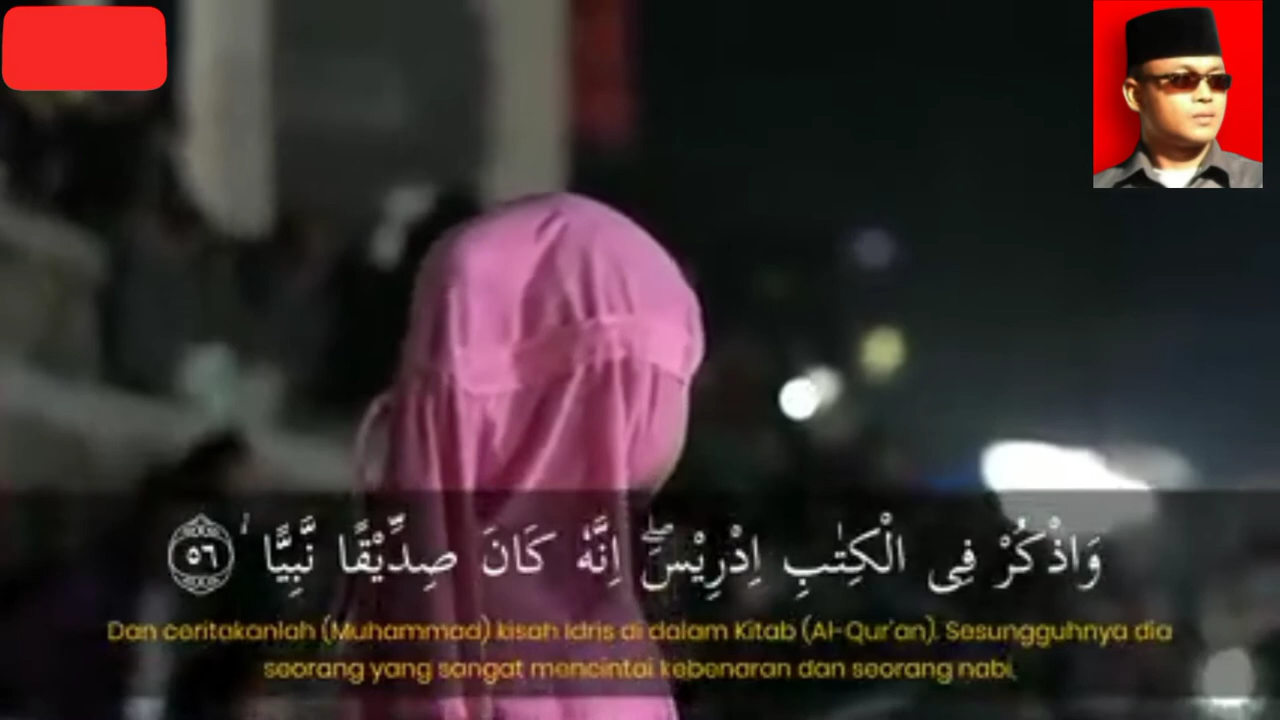 وَاذْكُرْ فِى الْكِتٰبِ اِدْرِيْسَۖ اِنَّهٗ كَانَ صِدِّيْقًا نَّبِيًّا ۙ ٥٦
Dan ceritakanlah (Muhammad) kisah Idris di dalam Kitab (Al-Qur'an). Sesungguhnya dia
seorang yang sangat mencintai kebenaran dan seorang nabi,